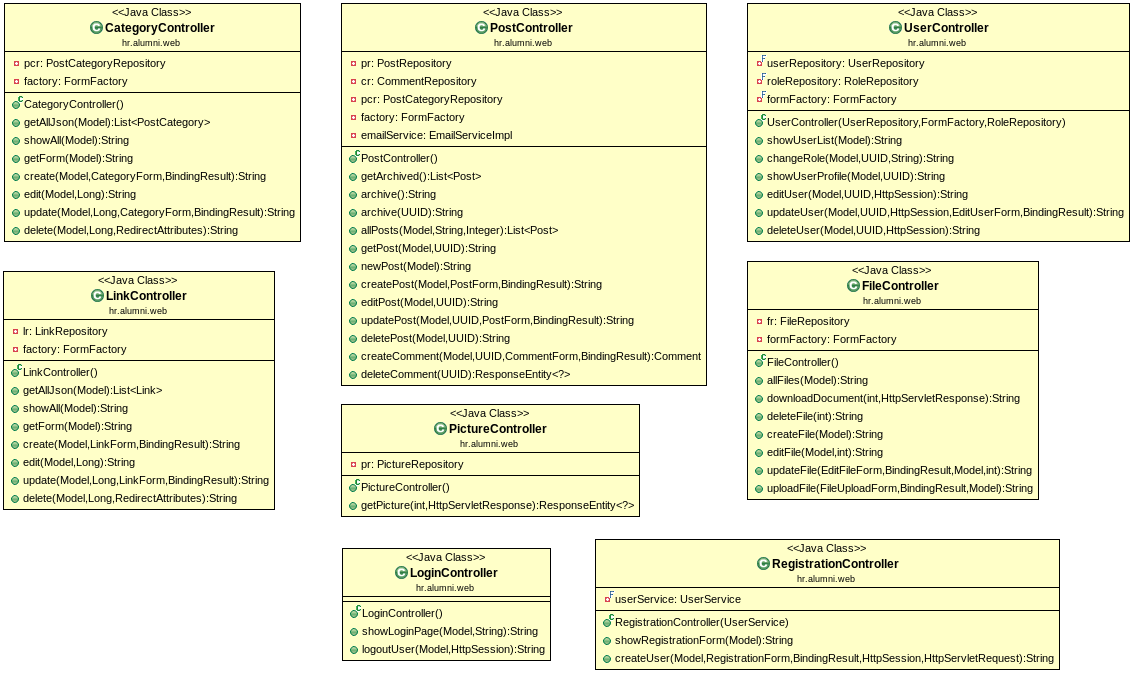 <<Java Class>>
CategoryController
hr.alumni.web
pcr: PostCategoryRepository
factory: FormFactory
CategoryController()
getAllJson(Model):List<PostCategory>
showAll(Model):String
getForm(Model):String
create(Model,CategoryForm,BindingResult):String
edit(Model,Long):String
update(Model,Long,CategoryForm,BindingResult):String
delete(Model,Long,RedirectAttributes):String
<<Java Class>>
PostController
hr.alumni.web
pr: PostRepository
cr: CommentRepository
pcr: PostCategoryRepository
factory: FormFactory
emailService: EmailServiceImpl
PostController()
getArchived():List<Post>
archive():String
archive(UUID):String
allPosts(Model,String,Integer):List<Post>
getPost(Model,UUID):String
newPost(Model):String
createPost(Model,PostForm,BindingResult):String
editPost(Model,UUID):String
updatePost(Model,UUID,PostForm,BindingResult):String
deletePost(Model,UUID):String
createComment(Model,UUID,CommentForm,BindingResult):Comment
deleteComment(UUID):ResponseEntity<?>
<<Java Class>>
UserController
hr.alumni.web
userRepository: UserRepository
roleRepository: RoleRepository
formFactory: FormFactory
UserController(UserRepository,FormFactory,RoleRepository)
showUserList(Model):String
changeRole(Model,UUID,String):String
showUserProfile(Model,UUID):String
editUser(Model,UUID,HttpSession):String
updateUser(Model,UUID,HttpSession,EditUserForm,BindingResult):String
deleteUser(Model,UUID,HttpSession):String
<<Java Class>>
LinkController
hr.alumni.web
lr: LinkRepository
factory: FormFactory
LinkController()
getAllJson(Model):List<Link>
showAll(Model):String
getForm(Model):String
create(Model,LinkForm,BindingResult):String
edit(Model,Long):String
update(Model,Long,LinkForm,BindingResult):String
delete(Model,Long,RedirectAttributes):String
<<Java Class>>
PictureController
hr.alumni.web
pr: PictureRepository
PictureController()
getPicture(int,HttpServletResponse):ResponseEntity<?>
<<Java Class>>
FileController
hr.alumni.web
fr: FileRepository
formFactory: FormFactory
FileController()
allFiles(Model):String
downloadDocument(int,HttpServletResponse):String
deleteFile(int):String
createFile(Model):String
editFile(Model,int):String
updateFile(EditFileForm,BindingResult,Model,int):String
uploadFile(FileUploadForm,BindingResult,Model):String
<<Java Class>>
LoginController
hr.alumni.web
LoginController()
showLoginPage(Model,String):String
logoutUser(Model,HttpSession):String
<<Java Class>>
RegistrationController
hr.alumni.web
userService: UserService
RegistrationController(UserService)
showRegistrationForm(Model):String
createUser(Model,RegistrationForm,BindingResult,HttpSession,HttpServletRequest):String